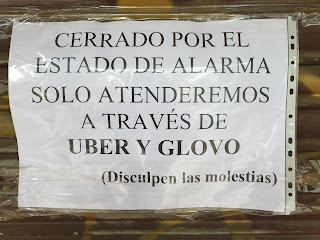 CERRADO POR EL
ESTADO DE ALARMA
SOLO ATENDEREMOS
A TRAVÉS DE
UBER Y GLOVO
(Disculpen las molestias)